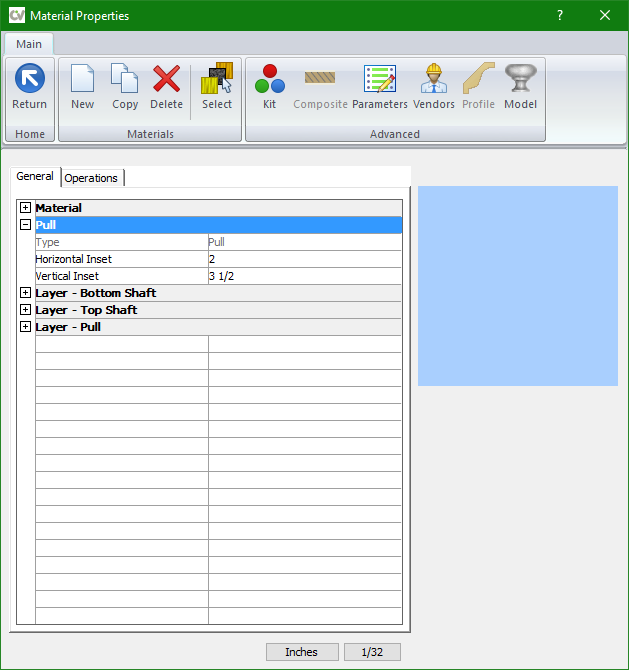 CV Material Properties ?
Main
Return New Copy Delete Select Kit Composite Parameters Vendors Profile Model
Home Materials Advanced
General Operations
Material
Pull
Type Pull
Horizontal Inset 2
Vertical Inset 3 1/2
Layer - Bottom Shaft
Layer - Top Shaft
Layer - Pull
Inches 1/32